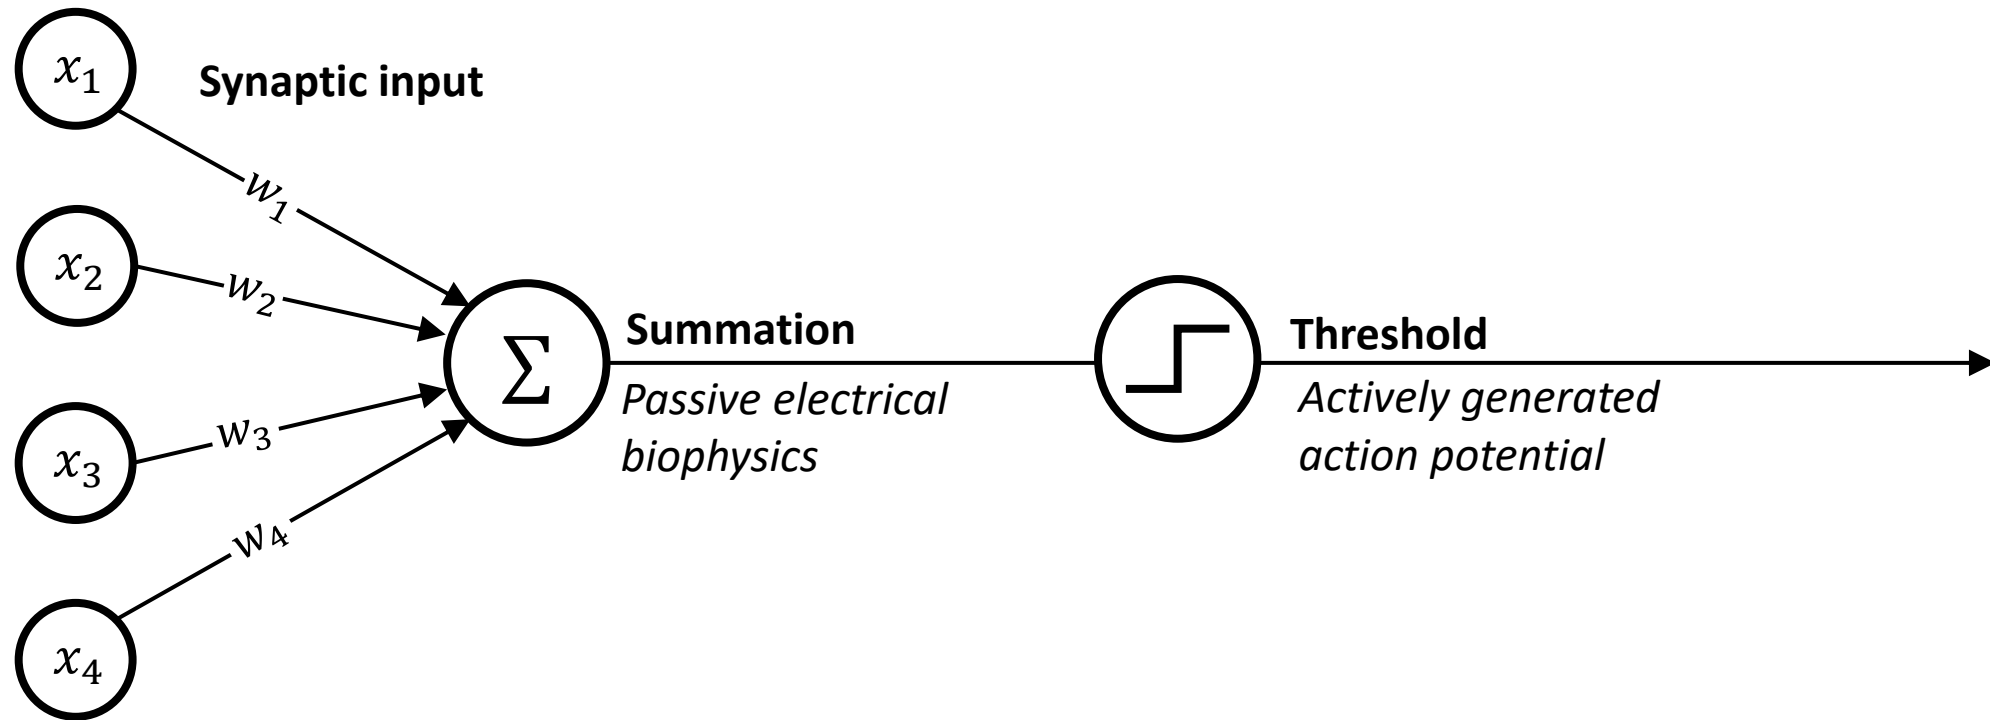 x₁
Synaptic input
w₁
x₂
w₂
Σ
Summation
Passive electrical
biophysics
Threshold
Actively generated
action potential
x₃
w₃
w₄
x₄